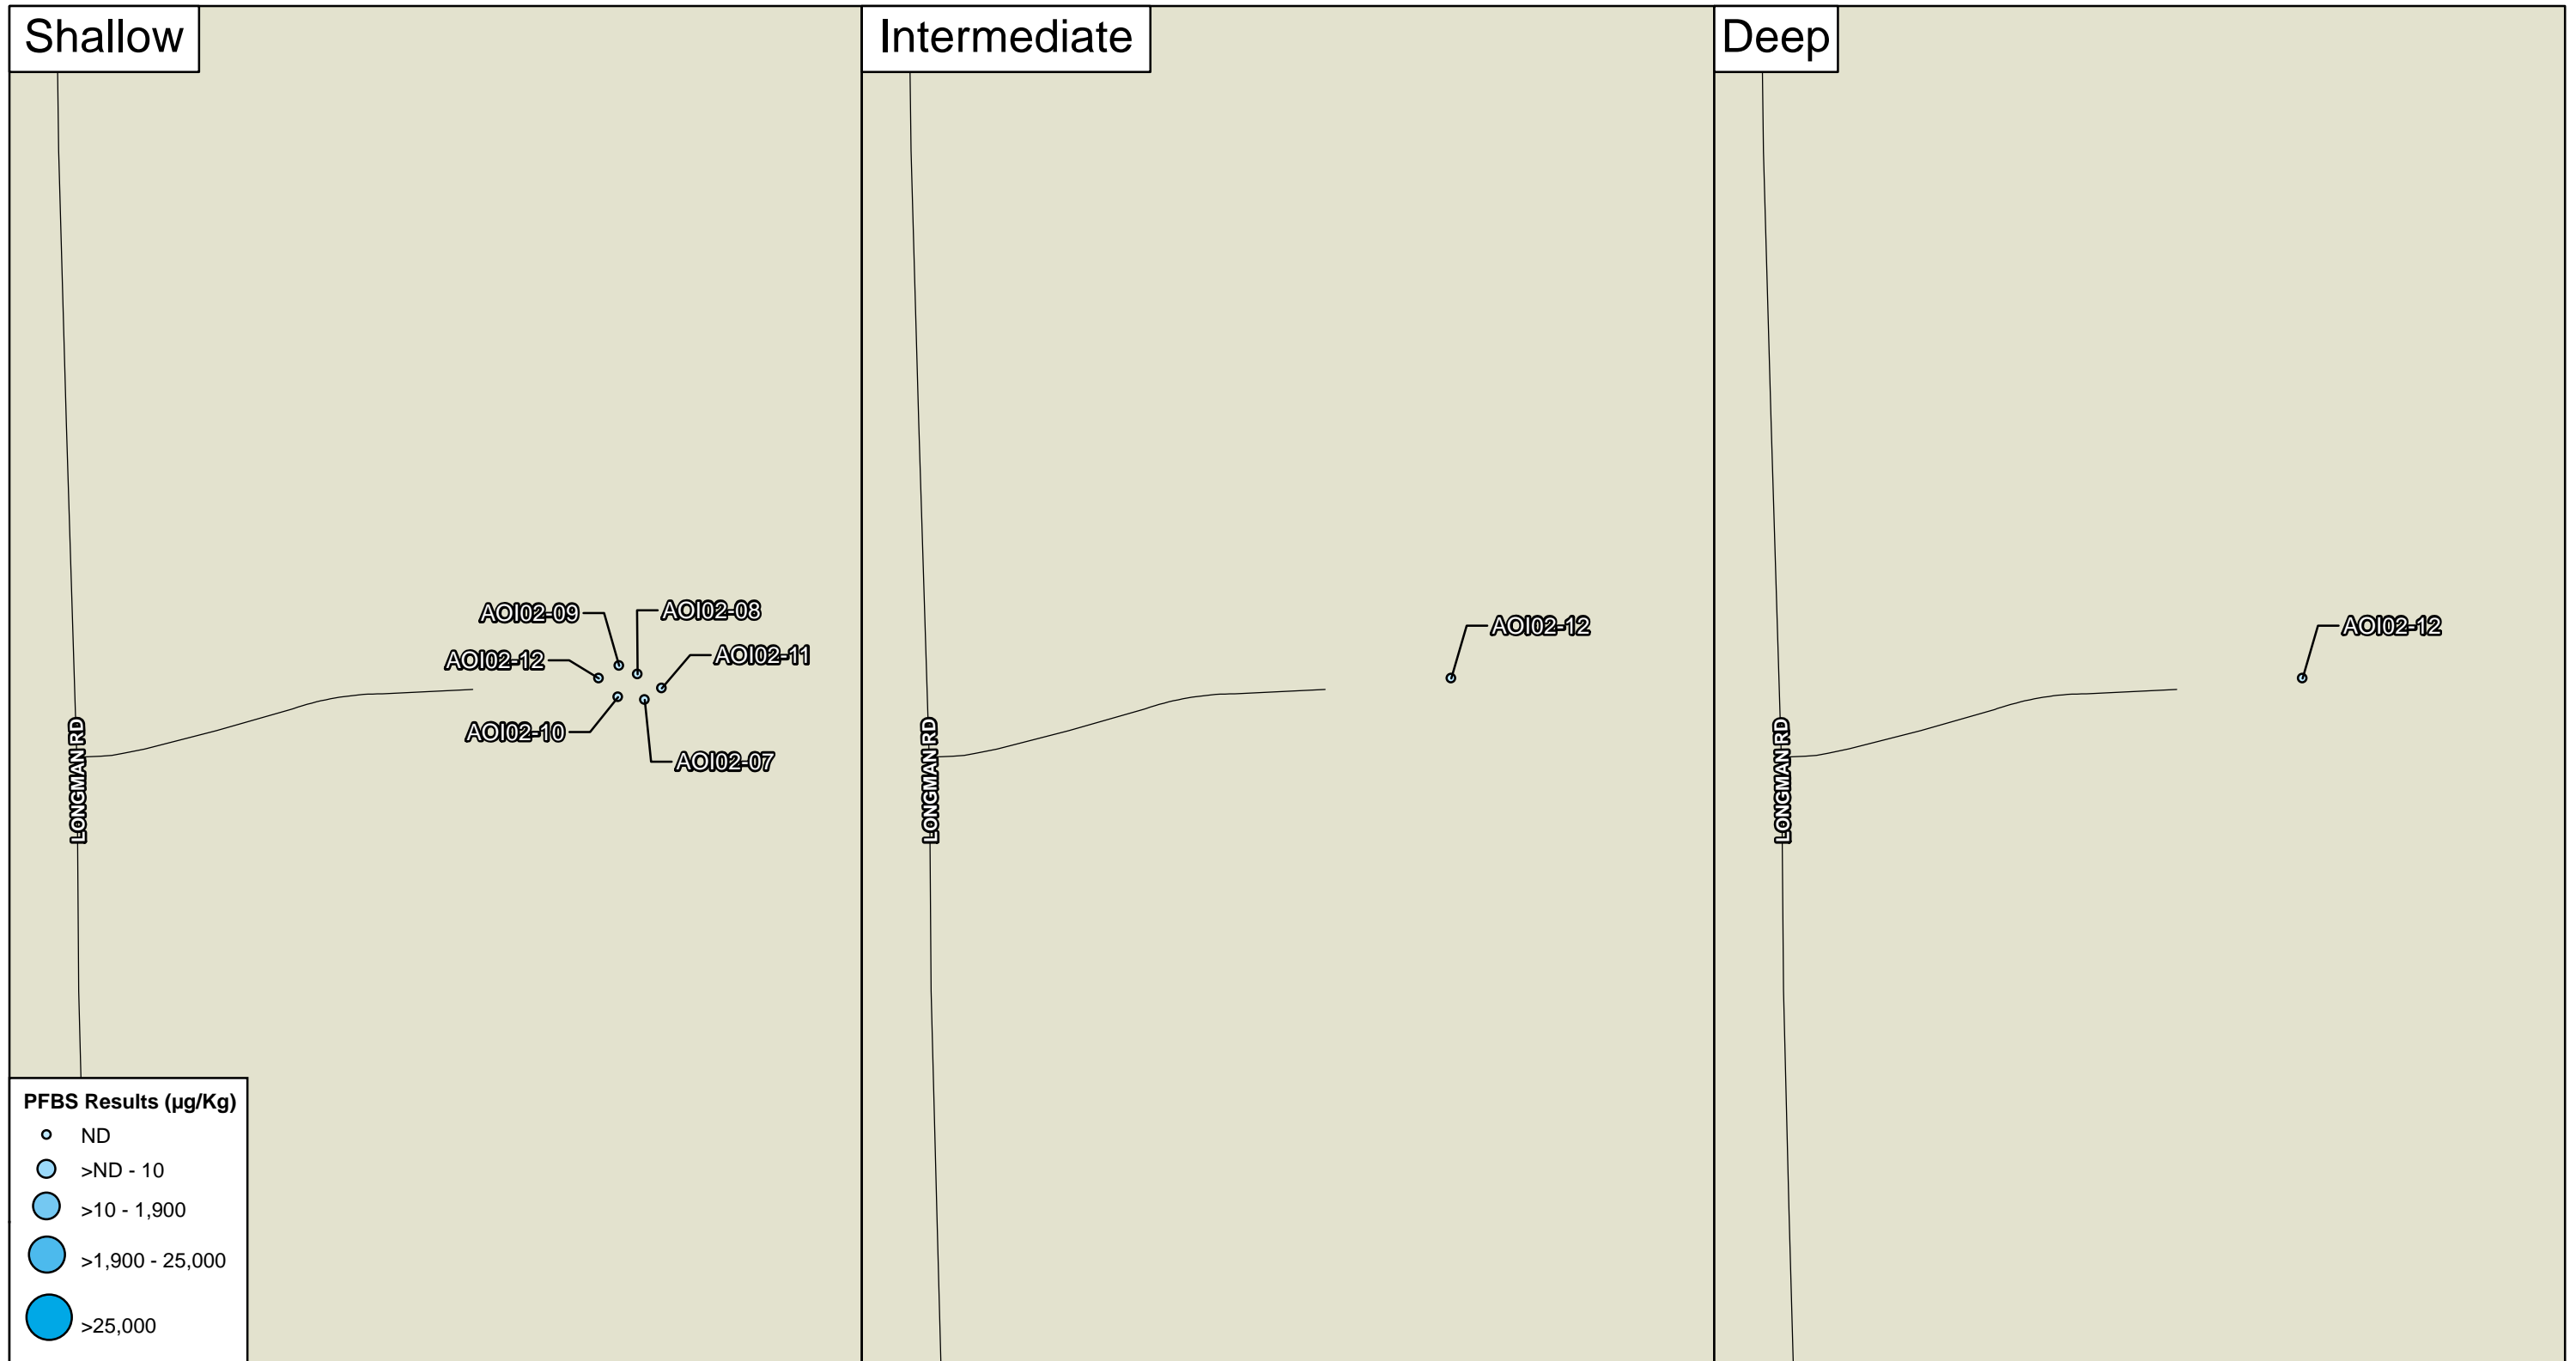 Shallow
AOI02-09
AOI02-08
AOI02-12
AOI02-11
AOI02-10
AOI02-07
LONGMAN RD
PFBS Results (µg/Kg)
ND
>ND - 10
>10 - 1,900
>1,900 - 25,000
>25,000
Intermediate
AOI02-12
LONGMAN RD
Deep
AOI02-12
LONGMAN RD